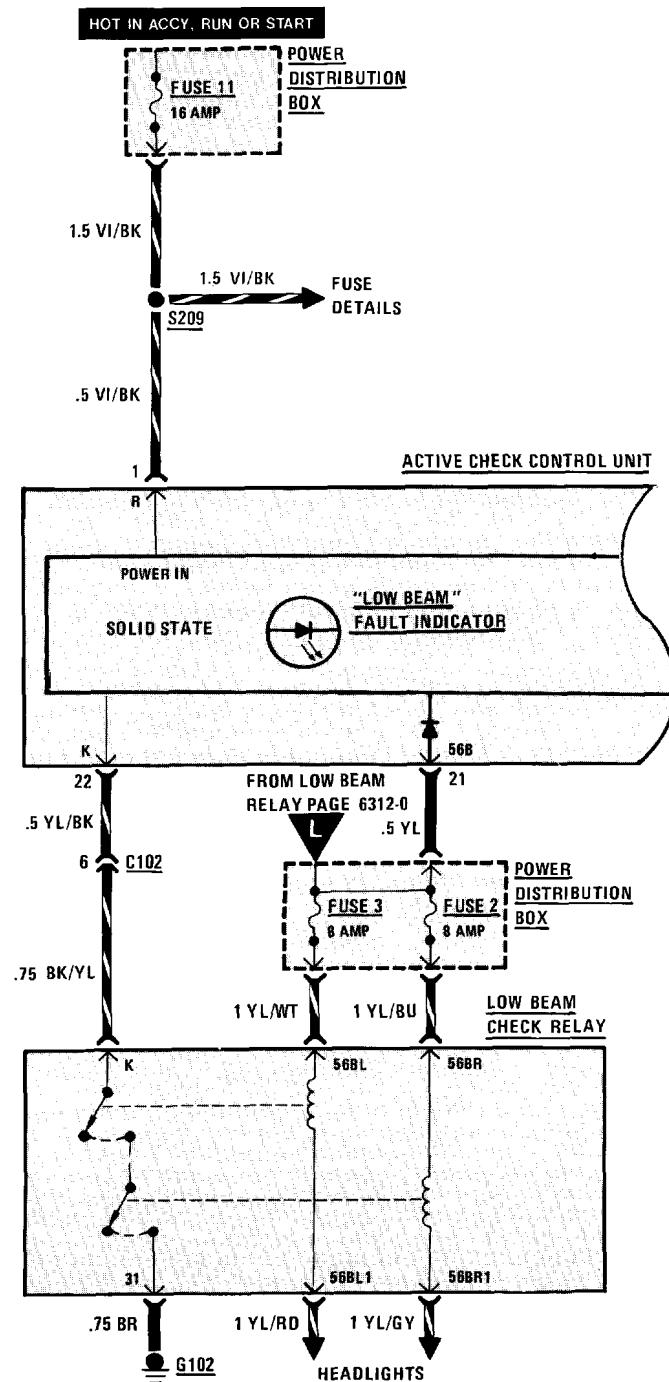 HOT IN ACCY, RUN OR START
POWER
DISTRIBUTION
BOX
FUSE 11
16 AMP
1.5 VI/BK
1.5 VI/BK
FUSE
DETAILS
S209
.5 VI/BK
1
ACTIVE CHECK CONTROL UNIT
R
POWER IN
SOLID STATE
"LOW BEAM"
FAULT INDICATOR
K
56B
22
FROM LOW BEAM
RELAY PAGE 6312-0
21
.5 YL/BK
L
.5 YL
6
C102
POWER
DISTRIBUTION
BOX
FUSE 3
8 AMP
FUSE 2
8 AMP
.75 BK/YL
1 YL/WT
1 YL/BU
LOW BEAM
CHECK RELAY
K
56BL
56BR
31
56BL1
56BR1
.75 BR
1 YL/RD
1 YL/GY
G102
HEADLIGHTS